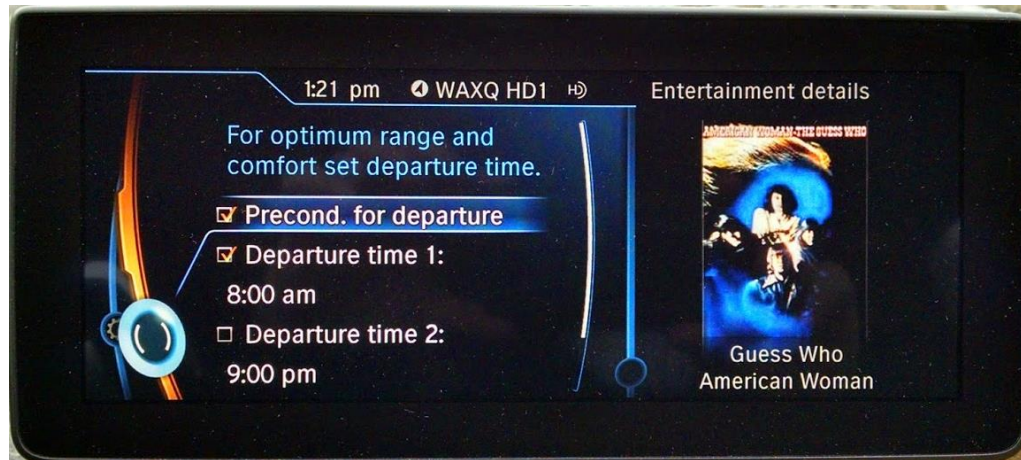 1:21 pm WAXQ HD1 HD
Entertainment details
For optimum range and
comfort set departure time.
Precond. for departure
Departure time 1:
8:00 am
Departure time 2:
9:00 pm
AMERICAN WOMAN THE GUESS WHO
Guess Who
American Woman